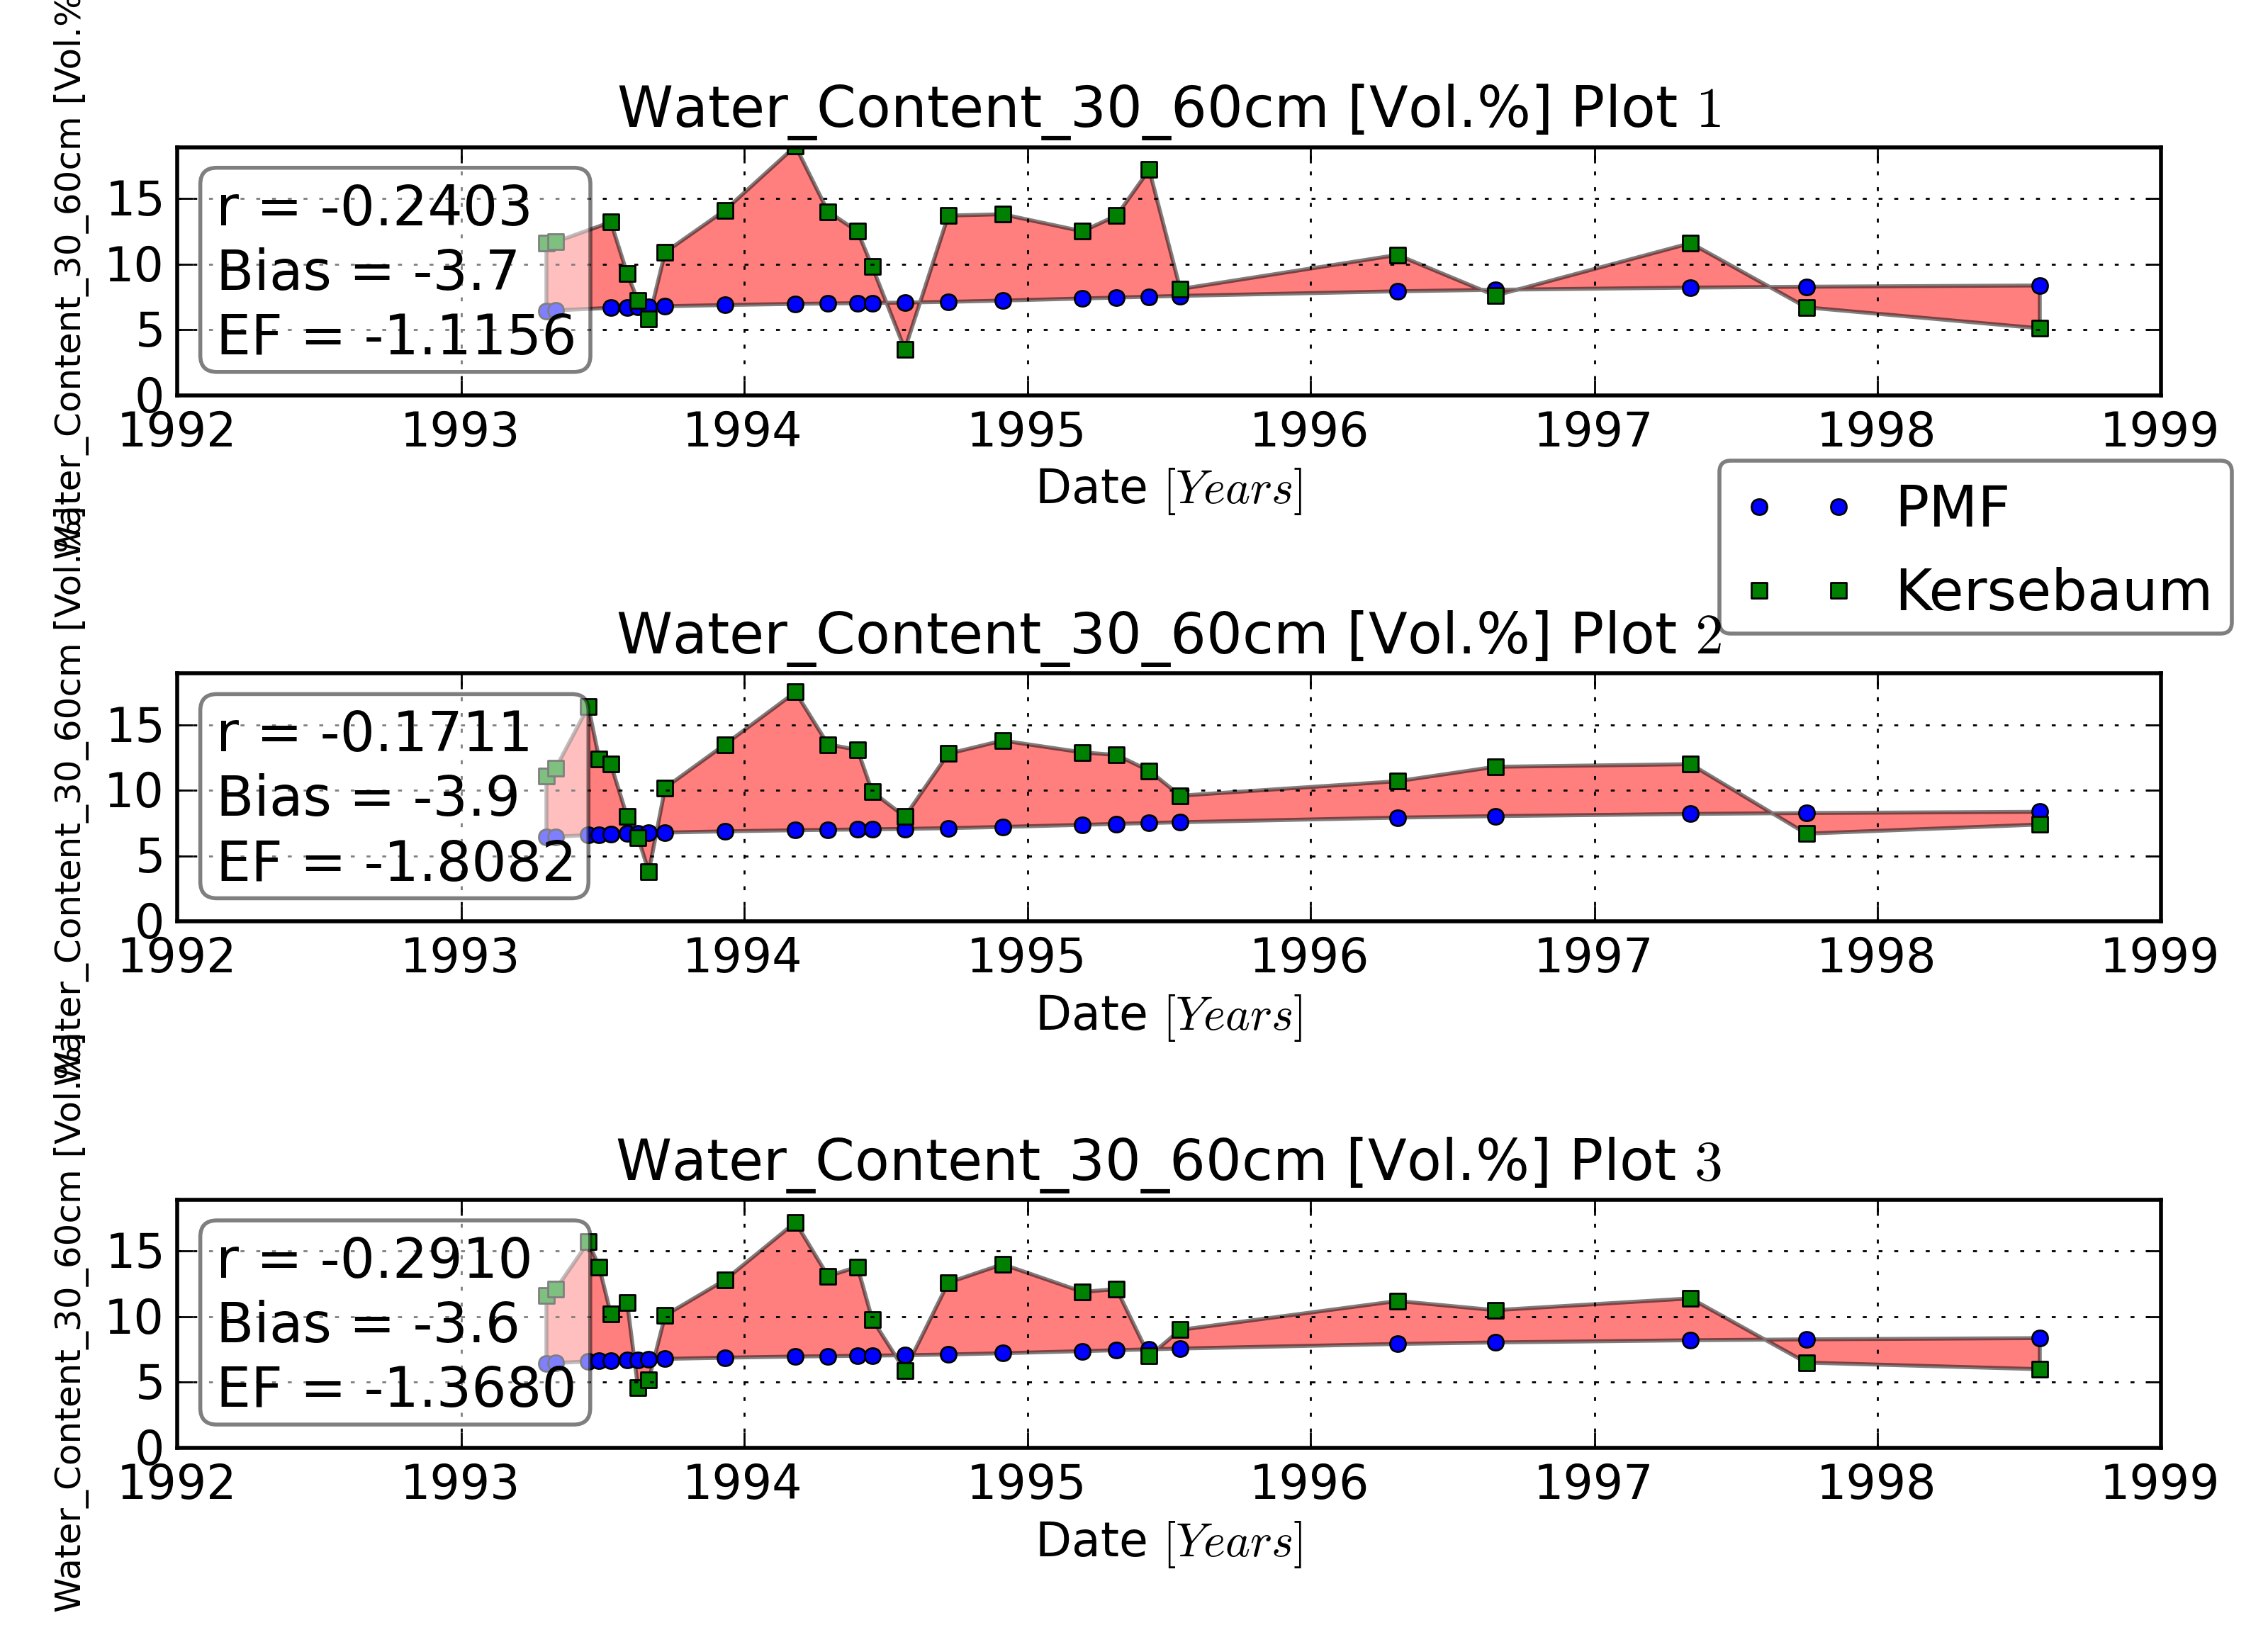 Water_Content_30_60cm [Vol.%] Plot 1
Water_Content_30_60cm [Vol.%]
15
10
5
0
r = -0.2403
Bias = -3.7
EF = -1.1156
1992 1993 1994 1995 1996 1997 1998 1999
Date [Years]
PMF
Kersebaum
Water_Content_30_60cm [Vol.%] Plot 2
Water_Content_30_60cm [Vol.%]
15
10
5
0
r = -0.1711
Bias = -3.9
EF = -1.8082
1992 1993 1994 1995 1996 1997 1998 1999
Date [Years]
Water_Content_30_60cm [Vol.%] Plot 3
Water_Content_30_60cm [Vol.%]
15
10
5
0
r = -0.2910
Bias = -3.6
EF = -1.3680
1992 1993 1994 1995 1996 1997 1998 1999
Date [Years]